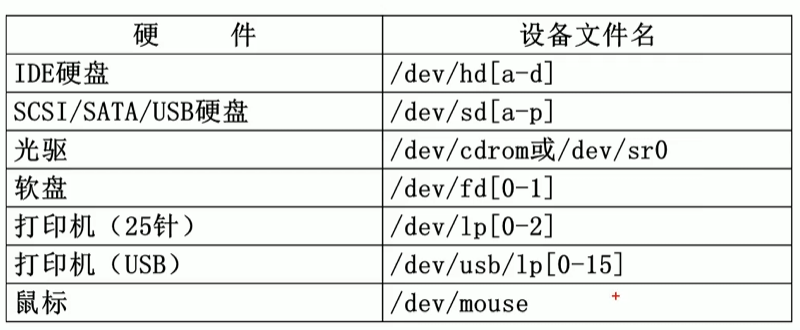 硬 件 设备文件名
IDE硬盘 /dev/hd[a-d]
SCSI/SATA/USB硬盘 /dev/sd[a-p]
光驱 /dev/cdrom或/dev/sr0
软盘 /dev/fd[0-1]
打印机（25针） /dev/lp[0-2]
打印机（USB） /dev/usb/lp[0-15]
鼠标 /dev/mouse